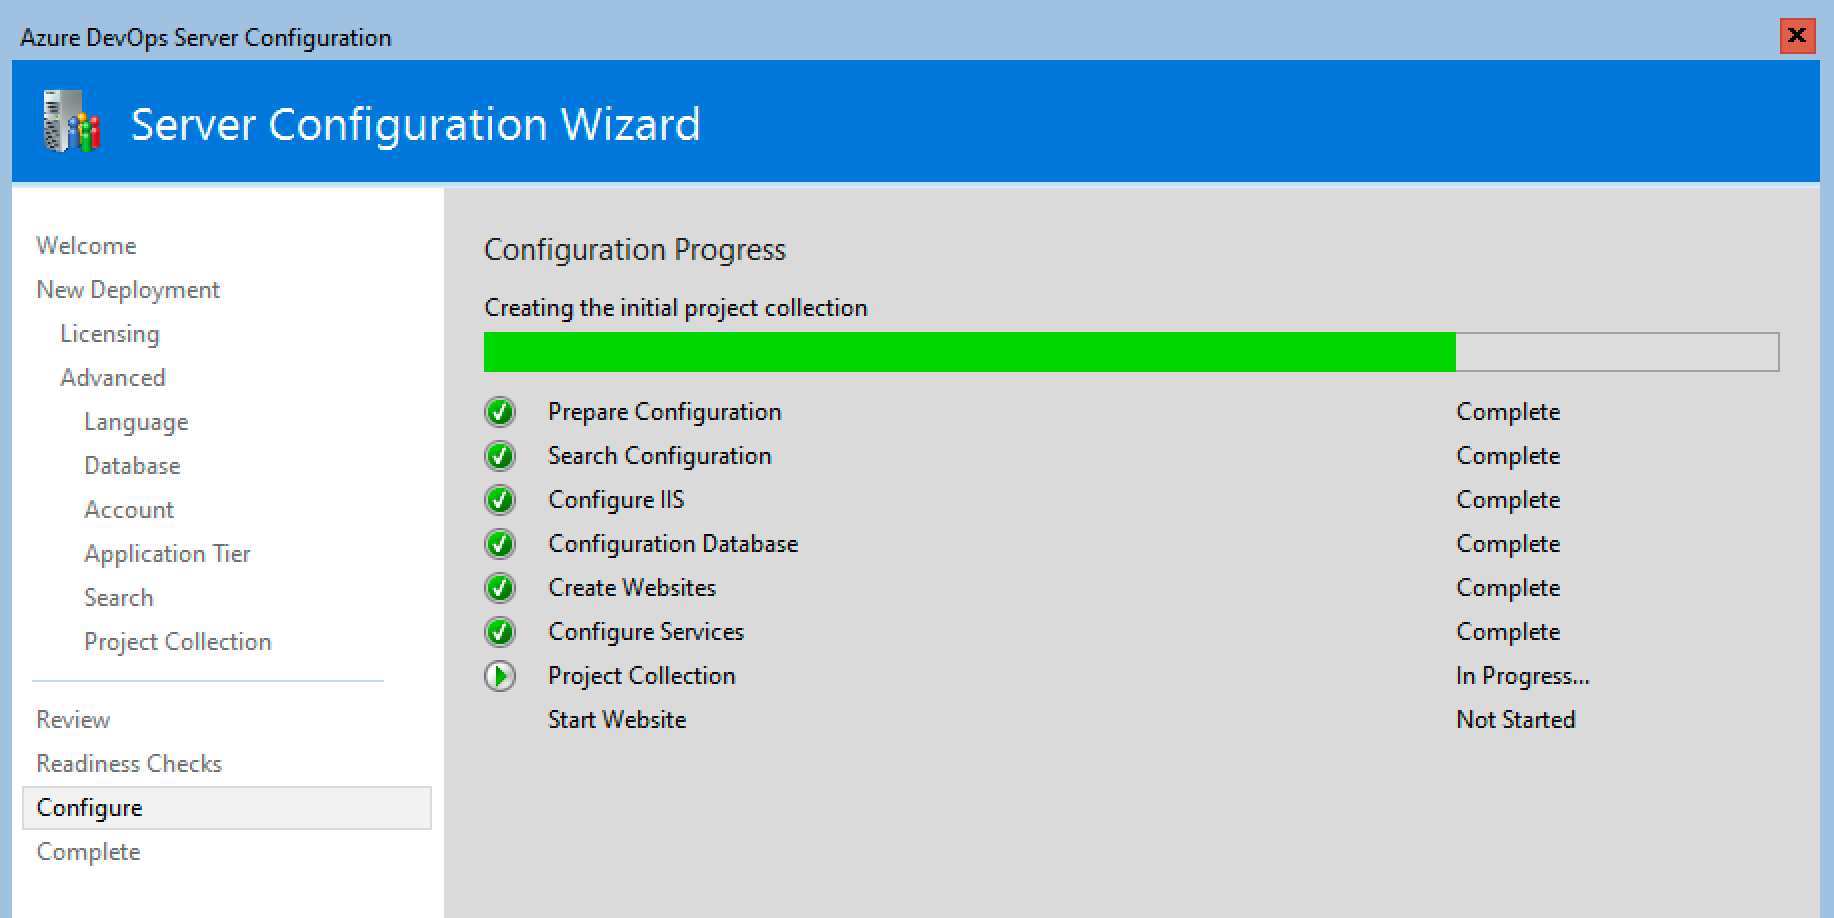 Azure DevOps Server Configuration
Server Configuration Wizard
Welcome
New Deployment
Licensing
Advanced
Language
Database
Account
Application Tier
Search
Project Collection
Review
Readiness Checks
Configure
Complete
Configuration Progress
Creating the initial project collection
Prepare Configuration Complete
Search Configuration Complete
Configure IIS Complete
Configuration Database Complete
Create Websites Complete
Configure Services Complete
Project Collection In Progress...
Start Website Not Started